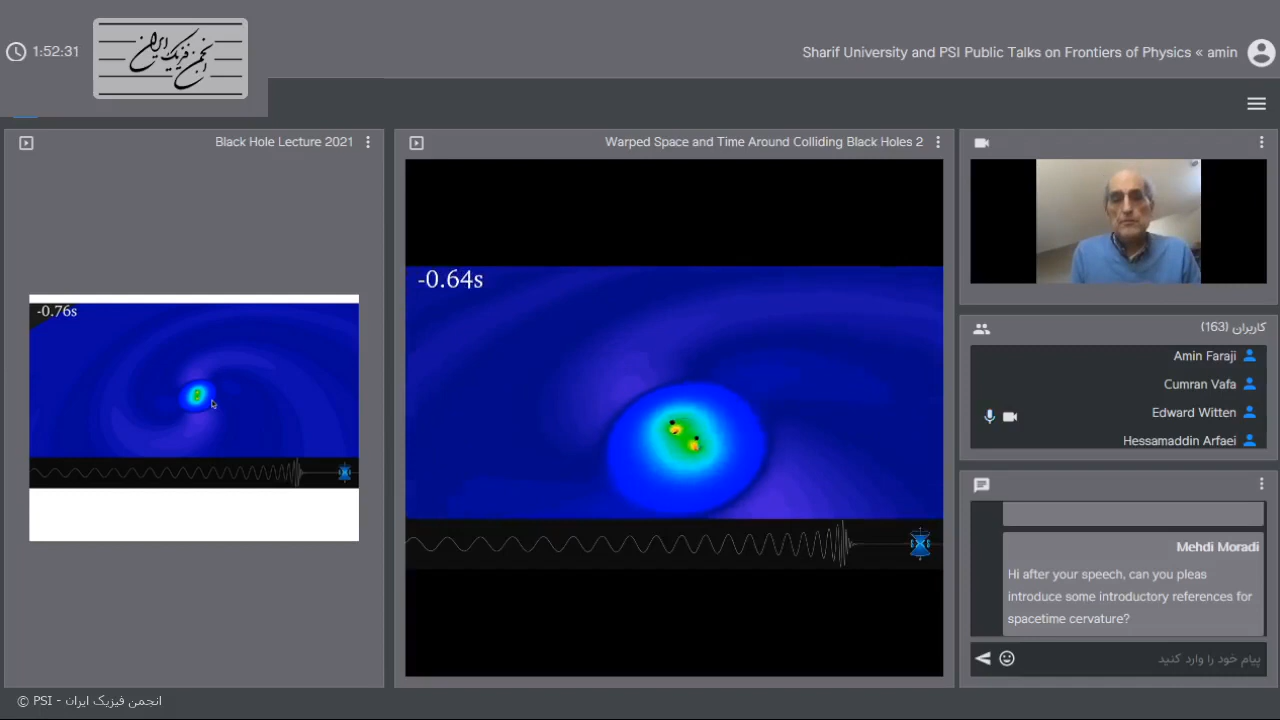 1:52:31
انجمن فیزیک ایران
Sharif University and PSI Public Talks on Frontiers of Physics « amin
Black Hole Lecture 2021
-0.76s
Warped Space and Time Around Colliding Black Holes 2
-0.64s
کاربران (163)
Amin Faraji
Cumran Vafa
Edward Witten
Hessamaddin Arfaei
Mehdi Moradi
Hi after your speech, can you pleas
introduce some introductory references for
spacetime cervature?
پیام خود را وارد کنید
© PSI - انجمن فیزیک ایران